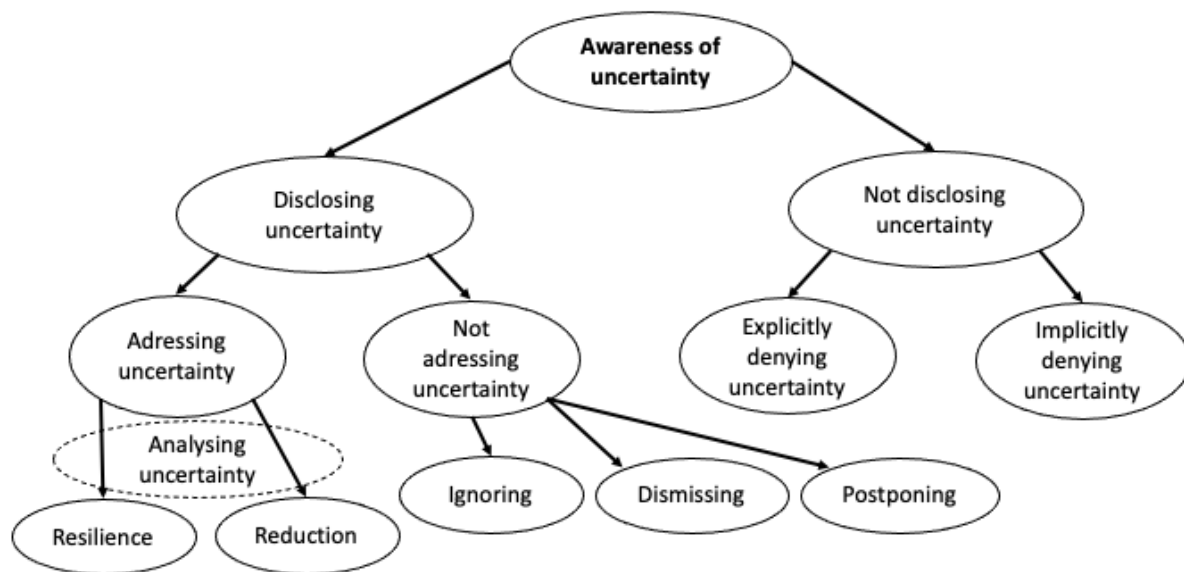 Awareness of
uncertainty
Disclosing
uncertainty
Not disclosing
uncertainty
Adressing
uncertainty
Not
adressing
uncertainty
Explicitly
denying
uncertainty
Implicitly
denying
uncertainty
Analysing
uncertainty
Resilience
Reduction
Ignoring
Dismissing
Postponing